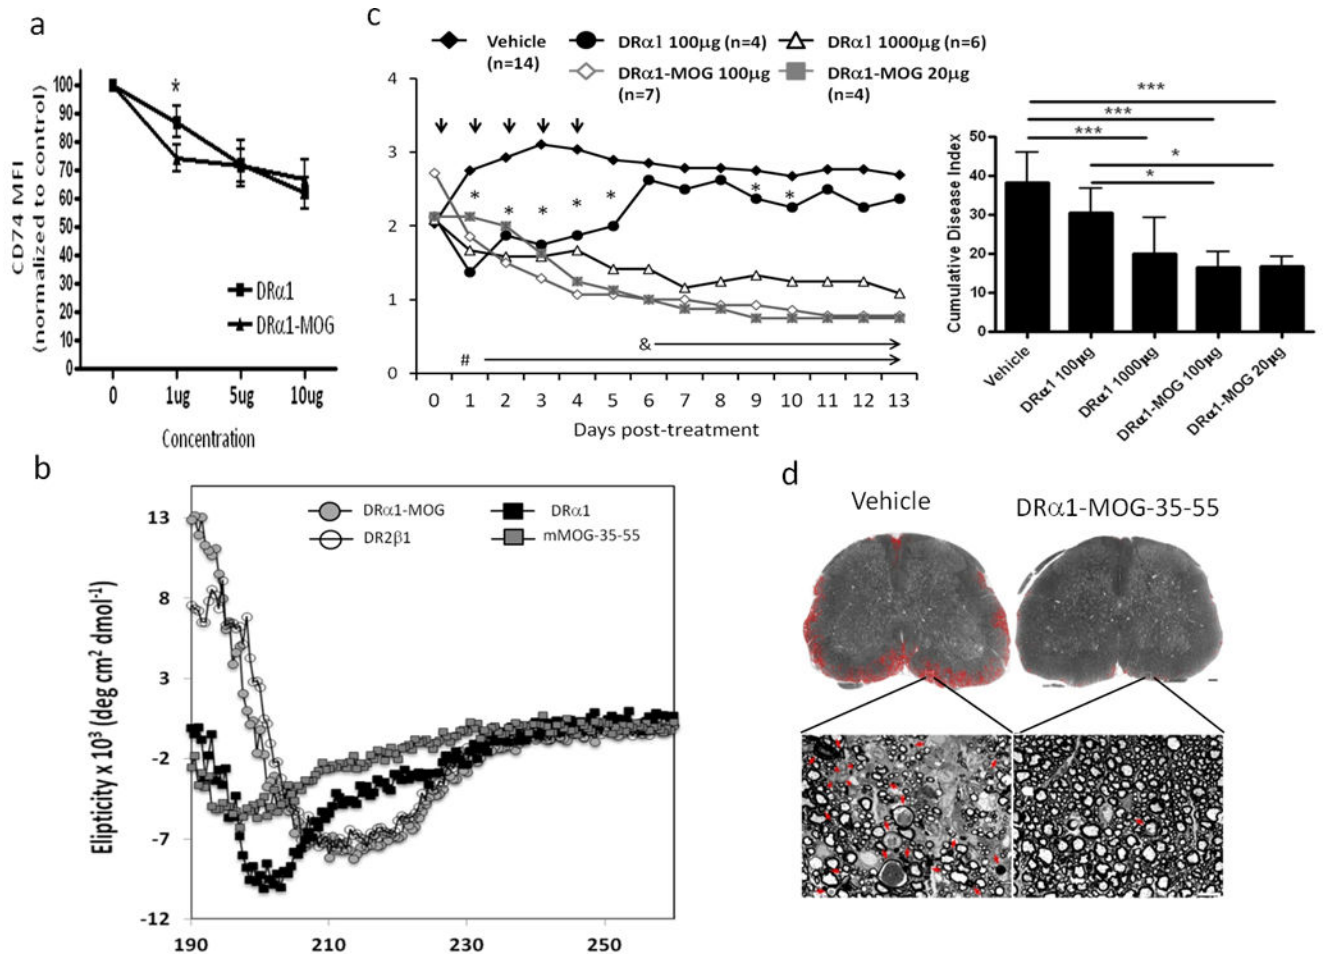 a
CD74 MFI
(normalized to control)
100
90
80
70
60
50
40
30
20
10
0
*
DRα1
DRα1-MOG
0 1ug 5ug 10ug
Concentration
c
Vehicle
(n=14)
DRα1 100µg (n=4)
DRα1 1000µg (n=6)
DRα1-MOG 100µg
(n=7)
DRα1-MOG 20µg
(n=4)
4
3
2
1
0
* * * * * * *
&
#
0 1 2 3 4 5 6 7 8 9 10 11 12 13
Days post-treatment
Cumulative Disease Index
50
40
30
20
10
0
***
***
***
*
*
Vehicle
DRα1 100µg
DRα1 1000µg
DRα1-MOG 100µg
DRα1-MOG 20µg
b
Elipticity x 10³ (deg cm² dmol⁻¹)
13
8
3
-2
-7
-12
DRα1-MOG
DRα1
DR2β1
mMOG-35-55
190 210 230 250
d
Vehicle
DRα1-MOG-35-55